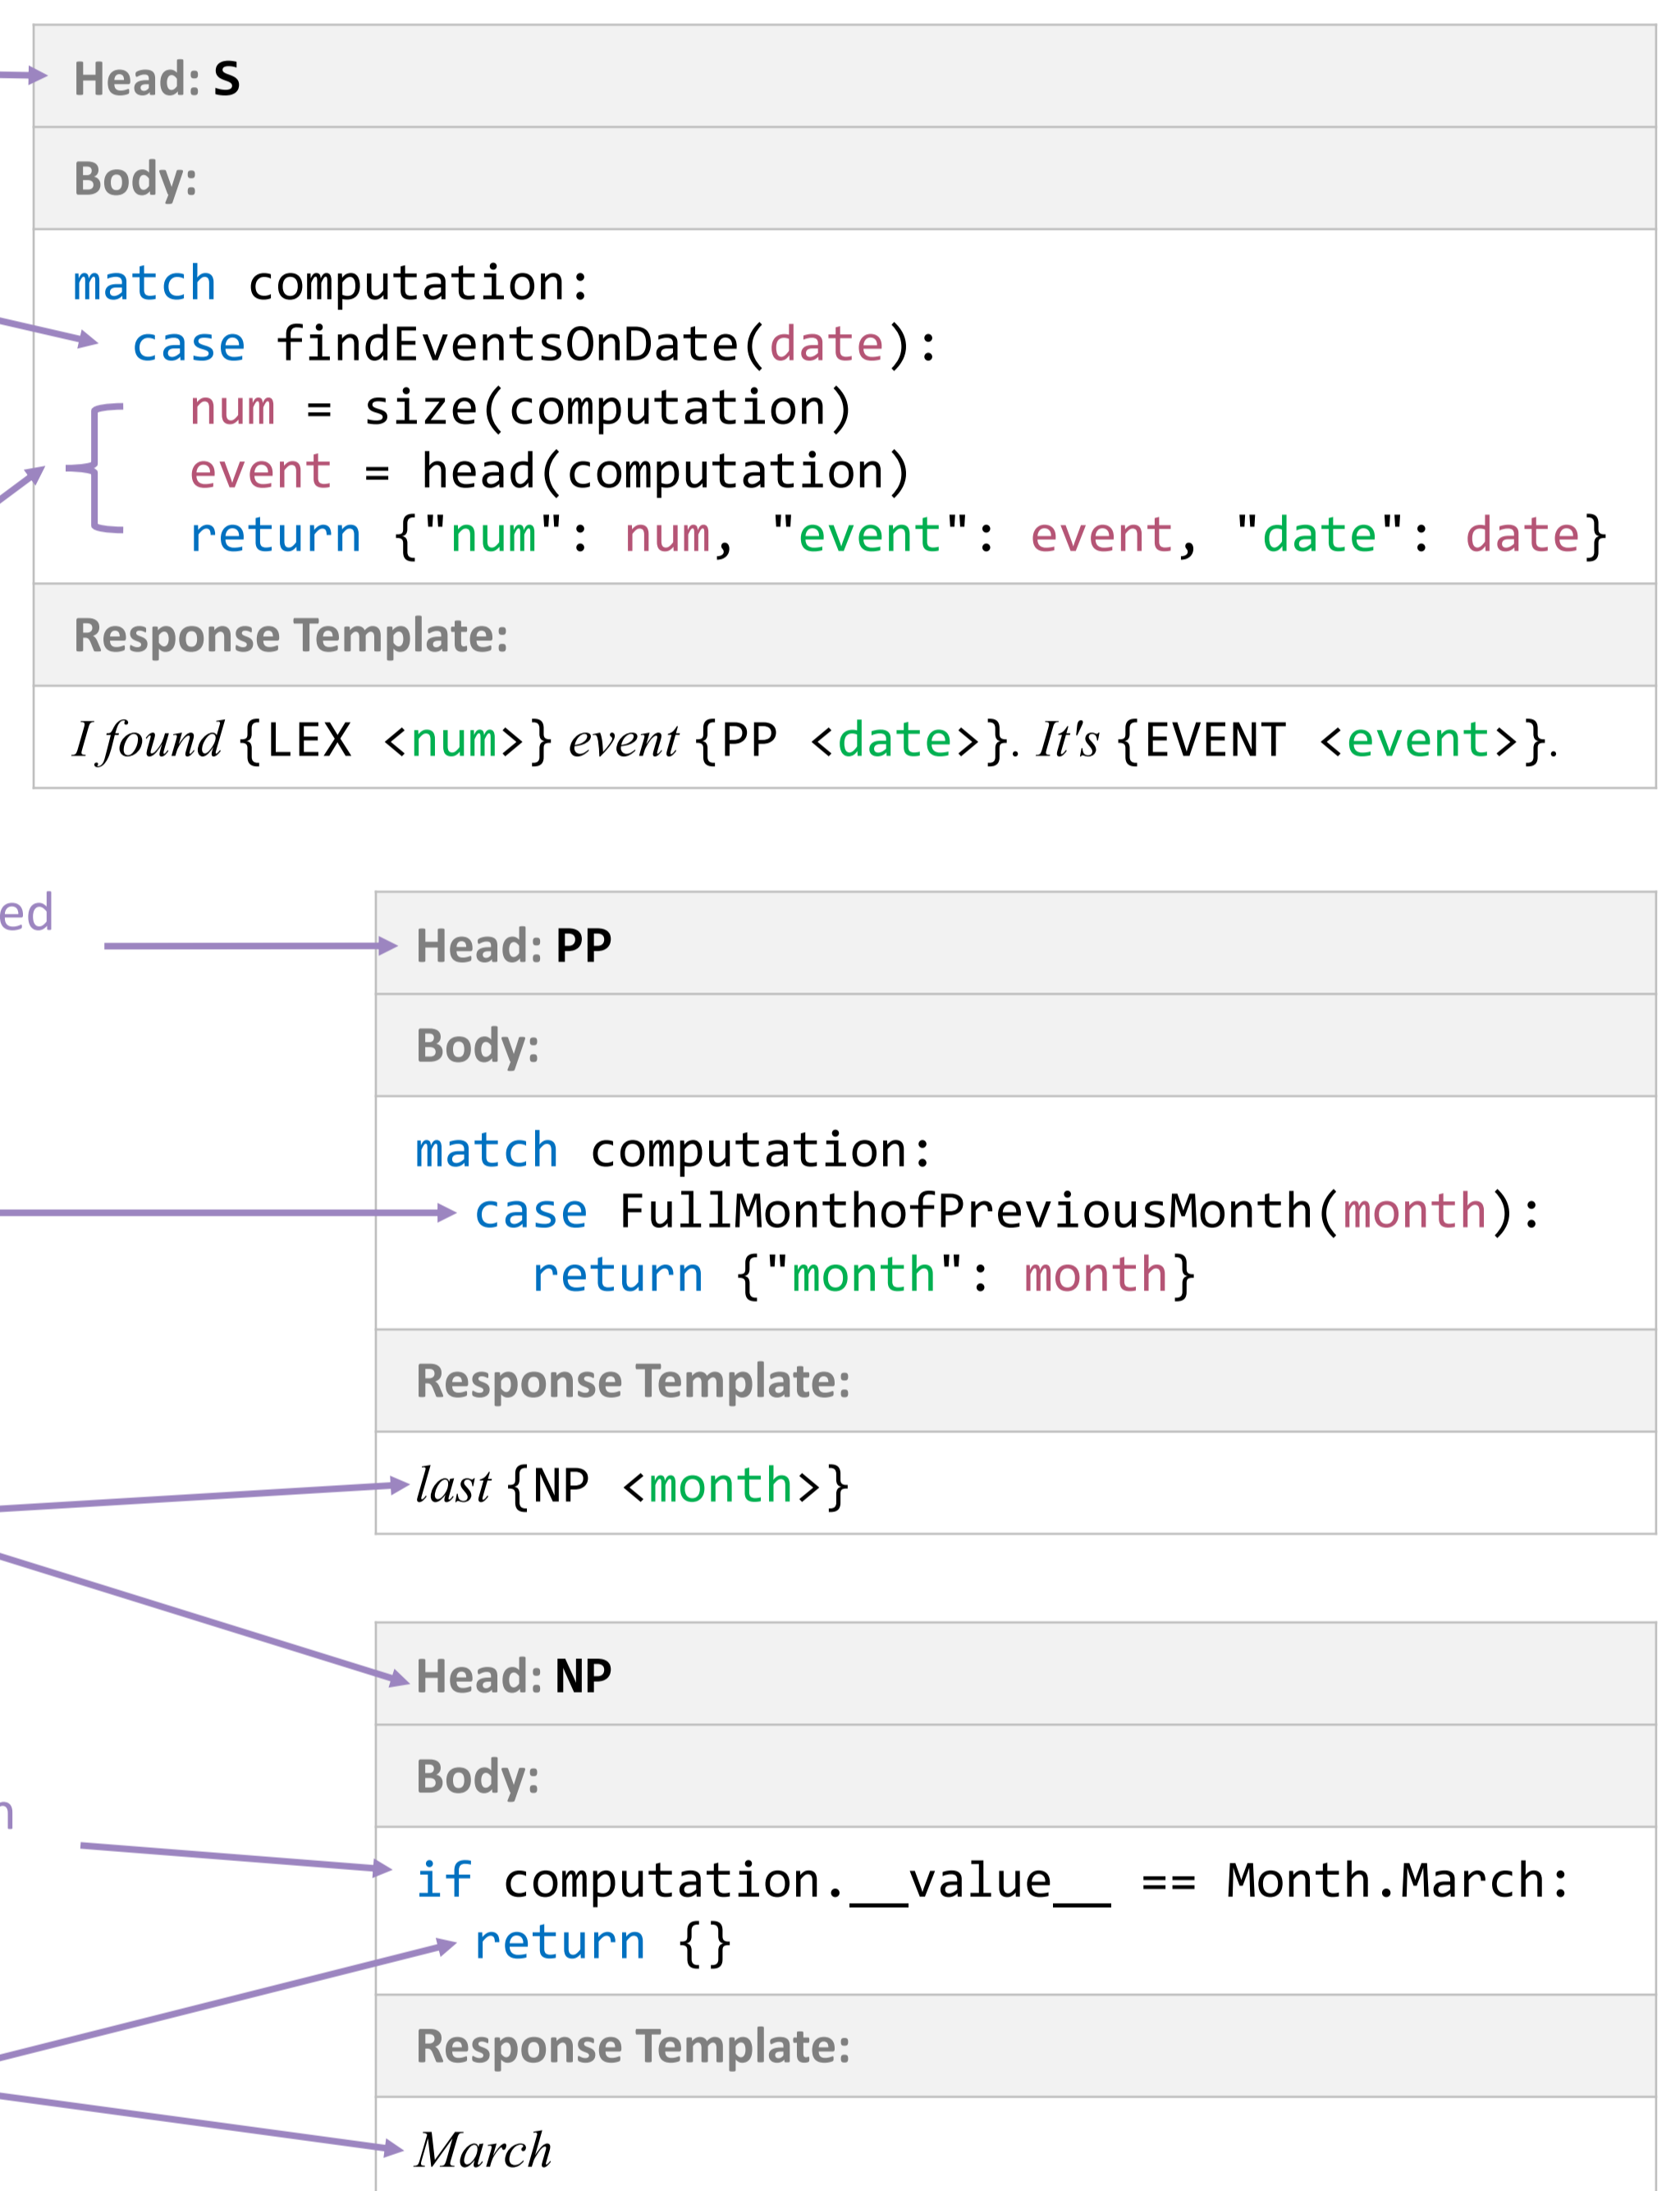 Head: S
Body:
match computation:
case findEventsOnDate(date):
num = size(computation)
event = head(computation)
return {"num": num, "event": event, "date": date}
Response Template:
I found {LEX <num>} event {PP <date>}. It's {EVENT <event>}.
ed
Head: PP
Body:
match computation:
case FullMonthofPreviousMonth(month):
return {"month": month}
Response Template:
last {NP <month>}
Head: NP
Body:
n
if computation.__value__ == Month.March:
return {}
Response Template:
March